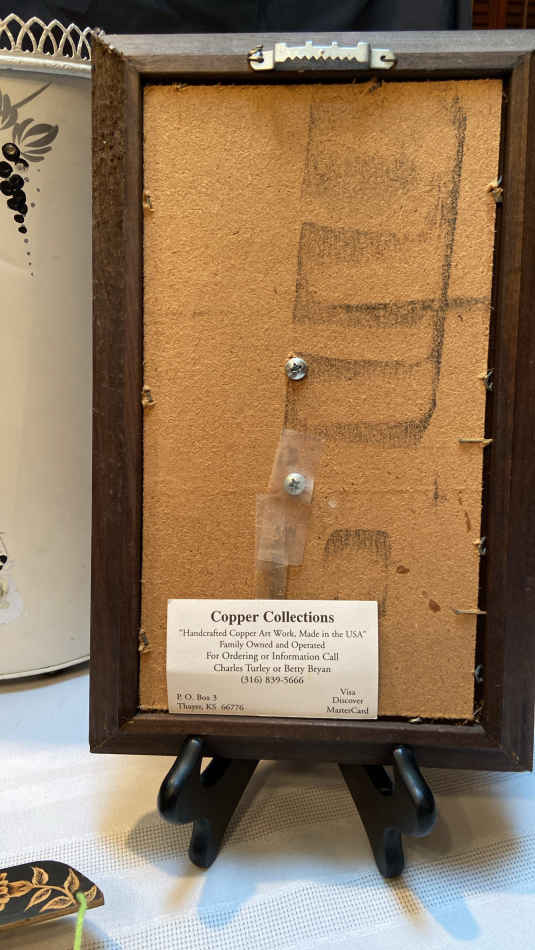 Copper Collections
"Handcrafted Copper Art Work, Made in the USA"
Family Owned and Operated
For Ordering or Information Call
Charles Turley or Betty Bryan
(316) 839-5666
P. O. Box 3
Thayer, KS 66776
Visa
Discover
MasterCard